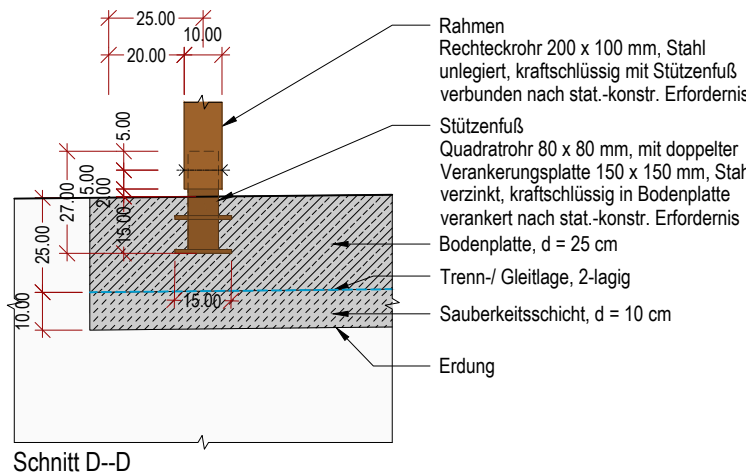 25.00
10.00
20.00
5.00
5.00
2.00
27.00
15.00
25.00
10.00
15.00
Rahmen
Rechteckrohr 200 x 100 mm, Stahl
unlegiert, kraftschlüssig mit Stützenfuß
verbunden nach stat.-konstr. Erfordernis
Stützenfuß
Quadratrohr 80 x 80 mm, mit doppelter
Verankerungsplatte 150 x 150 mm, Stah
verzinkt, kraftschlüssig in Bodenplatte
verankert nach stat.-konstr. Erfordernis
Bodenplatte, d = 25 cm
Trenn-/ Gleitlage, 2-lagig
Sauberkeitsschicht, d = 10 cm
Erdung
Schnitt D--D